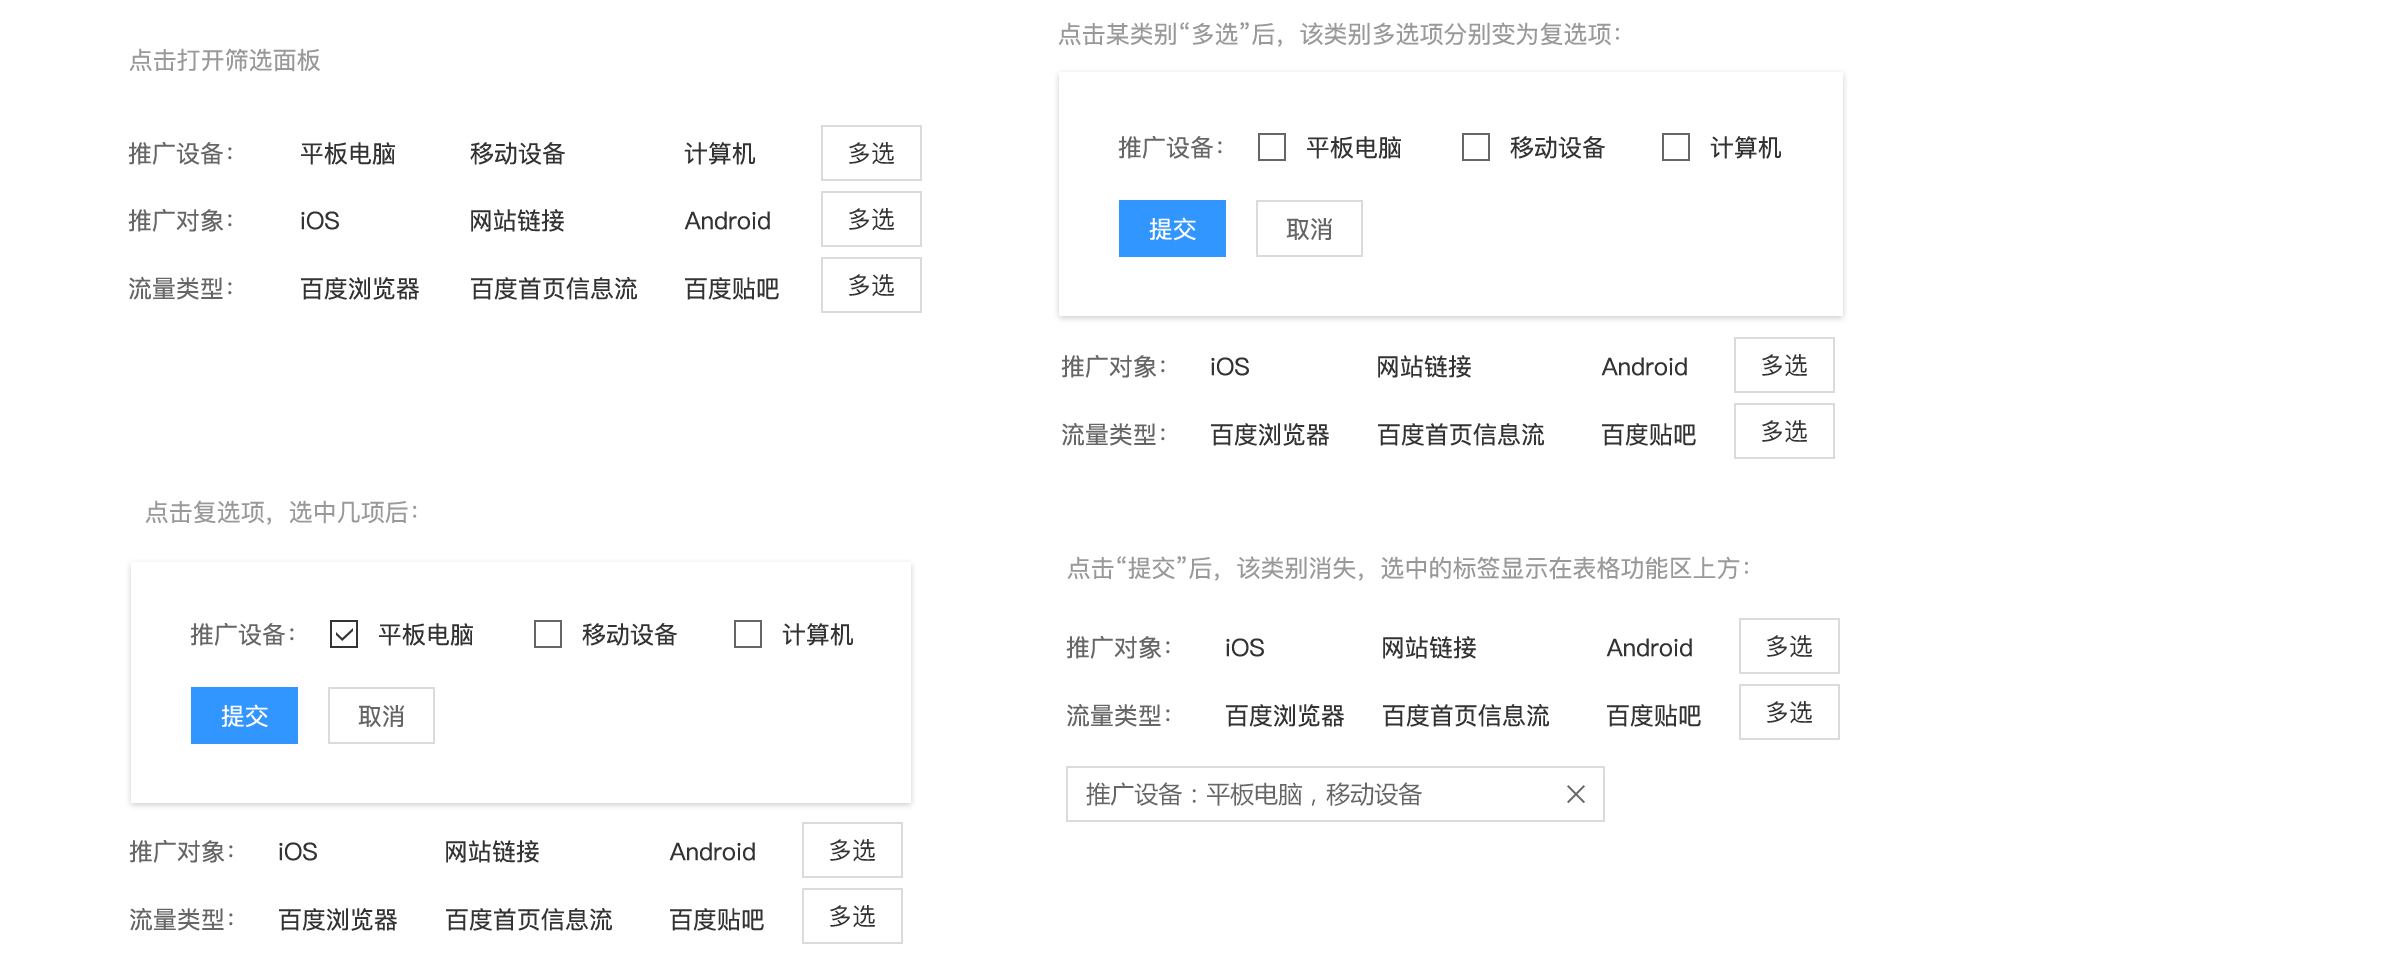 点击打开筛选面板
推广设备： 平板电脑 移动设备 计算机 多选
推广对象： iOS 网站链接 Android 多选
流量类型： 百度浏览器 百度首页信息流 百度贴吧 多选
点击某类别“多选”后，该类别多选项分别变为复选项：
推广设备： 平板电脑 移动设备 计算机
提交 取消
推广对象： iOS 网站链接 Android 多选
流量类型： 百度浏览器 百度首页信息流 百度贴吧 多选
点击复选项，选中几项后：
推广设备： 平板电脑 移动设备 计算机
提交 取消
推广对象： iOS 网站链接 Android 多选
流量类型： 百度浏览器 百度首页信息流 百度贴吧 多选
点击“提交”后，该类别消失，选中的标签显示在表格功能区上方：
推广对象： iOS 网站链接 Android 多选
流量类型： 百度浏览器 百度首页信息流 百度贴吧 多选
推广设备：平板电脑，移动设备